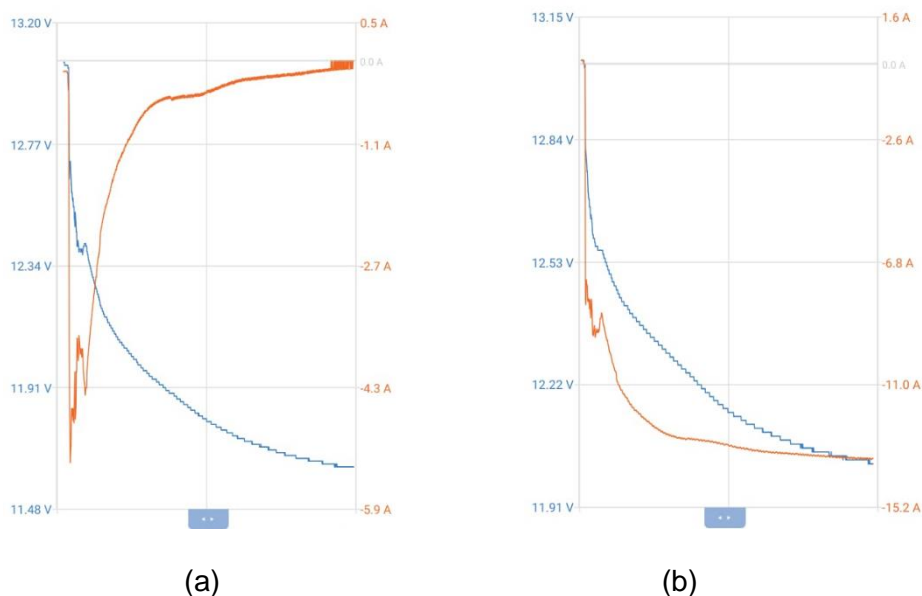 13.20 V
0.5 A
0.0 A
12.77 V
-1.1 A
12.34 V
-2.7 A
11.91 V
-4.3 A
11.48 V
-5.9 A
(a)
13.15 V
1.6 A
0.0 A
12.84 V
-2.6 A
12.53 V
-6.8 A
12.22 V
-11.0 A
11.91 V
-15.2 A
(b)